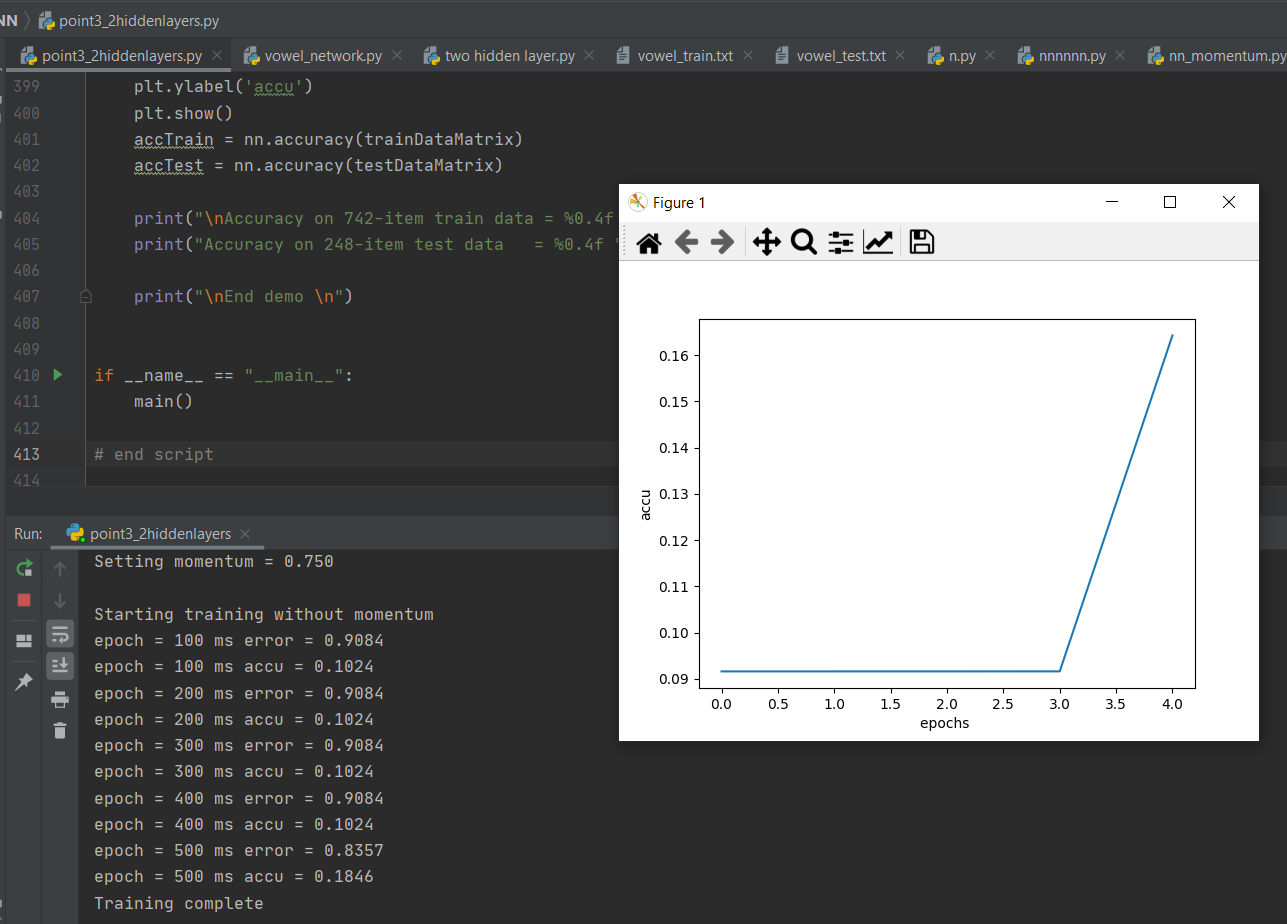 NN point3_2hiddenlayers.py
point3_2hiddenlayers.py vowel_network.py two hidden layer.py vowel_train.txt vowel_test.txt n.py nnnnnn.py nn_momentum.py
399 plt.ylabel('accu')
400 plt.show()
401 accTrain = nn.accuracy(trainDataMatrix)
402 accTest = nn.accuracy(testDataMatrix)
403
404 print("\nAccuracy on 742-item train data = %0.4f
405 print("Accuracy on 248-item test data   = %0.4f "
406
407 print("\nEnd demo \n")
408
409
410 if __name__ == "__main__":
411 main()
412
413 # end script
414
Figure 1
0.16
0.15
0.14
0.13
0.12
0.11
0.10
0.09
accu
0.0 0.5 1.0 1.5 2.0 2.5 3.0 3.5 4.0
epochs
Run: point3_2hiddenlayers
Setting momentum = 0.750
Starting training without momentum
epoch = 100 ms error = 0.9084
epoch = 100 ms accu = 0.1024
epoch = 200 ms error = 0.9084
epoch = 200 ms accu = 0.1024
epoch = 300 ms error = 0.9084
epoch = 300 ms accu = 0.1024
epoch = 400 ms error = 0.9084
epoch = 400 ms accu = 0.1024
epoch = 500 ms error = 0.8357
epoch = 500 ms accu = 0.1846
Training complete